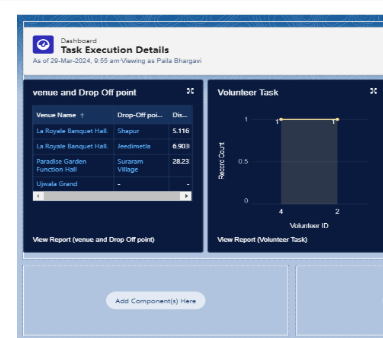 Dashboard
Task Execution Details
As of 29-Mar-2024, 9.55 am·Viewing as Palla Bhargavi
venue and Drop Off point
Venue Name ↑ Drop-Off poi... Dis...
La Royale Banquet Hall. Shapur 5.116
La Royale Banquet Hall. Jeedimetla 6.903
Paradise Garden Function Hall Suraram Village 28.23
Ujwala Grand - -
View Report (venue and Drop Off point)
Volunteer Task
Record Count
1
0.5
0
1 1
4 2
Volunteer ID
View Report (Volunteer Task)
Add Component(s) Here